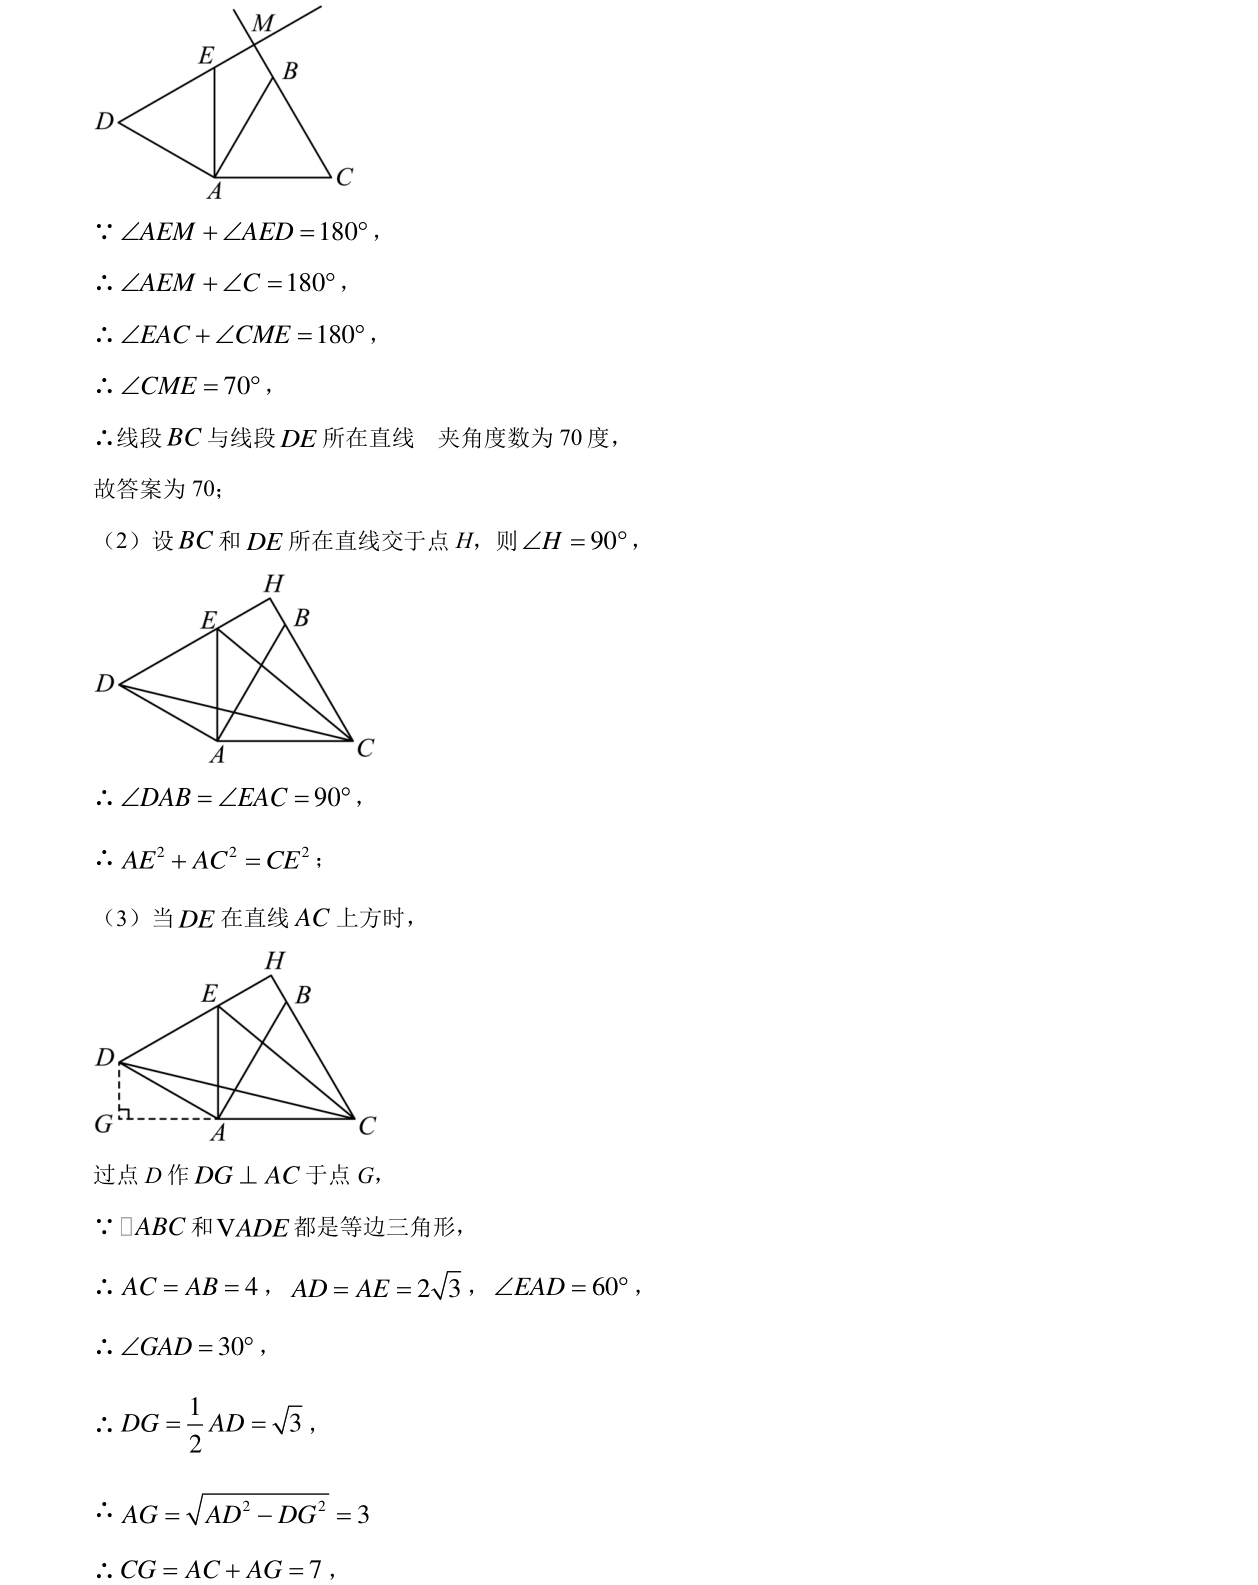 M
E
B
D
A
C
∵ ∠AEM + ∠AED = 180°，
∴ ∠AEM + ∠C = 180°，
∴ ∠EAC + ∠CME = 180°，
∴ ∠CME = 70°，
∴线段 BC 与线段 DE 所在直线　夹角度数为 70 度，
故答案为 70；
（2）设 BC 和 DE 所在直线交于点 H，则 ∠H = 90°，
H
E
B
D
A
C
∴ ∠DAB = ∠EAC = 90°，
∴ AE² + AC² = CE²；
（3）当 DE 在直线 AC 上方时，
H
E
B
D
G
A
C
过点 D 作 DG ⊥ AC 于点 G，
∵ □ABC 和 VADE 都是等边三角形，
∴ AC = AB = 4， AD = AE = 2√3， ∠EAD = 60°，
∴ ∠GAD = 30°，
∴ DG = 1/2 AD = √3，
∴ AG = √(AD² − DG²) = 3
∴ CG = AC + AG = 7，